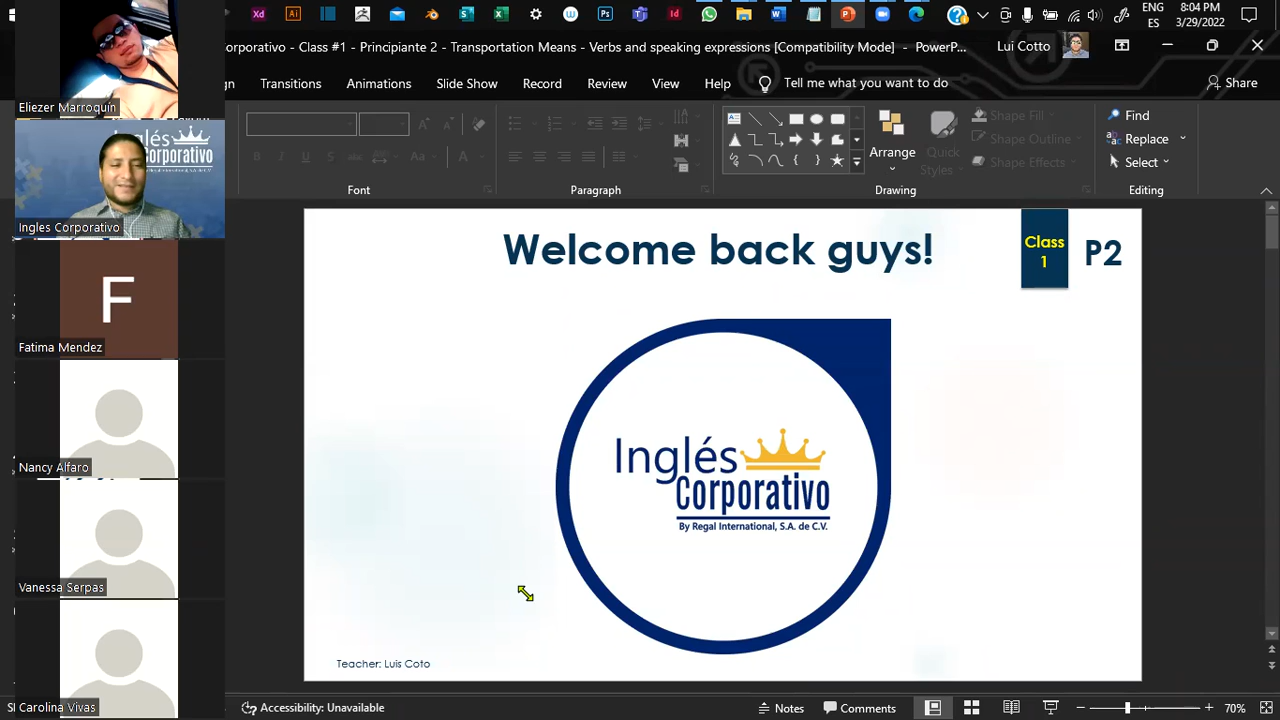 8:04 PM
ENG
ES
3/29/2022
orporativo - Class #1 - Principiante 2 - Transportation Means - Verbs and speaking expressions [Compatibility Mode] - PowerP...
Lui Cotto
Transitions
Animations
Slide Show
Record
Review
View
Help
Tell me what you want to do
Share
Font
Paragraph
Arrange
Quick
Styles
Shape Fill
Shape Outline
Shape Effects
Drawing
Find
Replace
Select
Editing
Eliezer Marroquín
Ingles Corporativo
F
Fatima Mendez
Nancy Alfaro
Vanessa Serpas
Carolina Vivas
Welcome back guys!
Class
1
P2
Inglés
Corporativo
By Regal International, S.A. de C.V.
Teacher: Luis Coto
Accessibility: Unavailable
Notes
Comments
70%